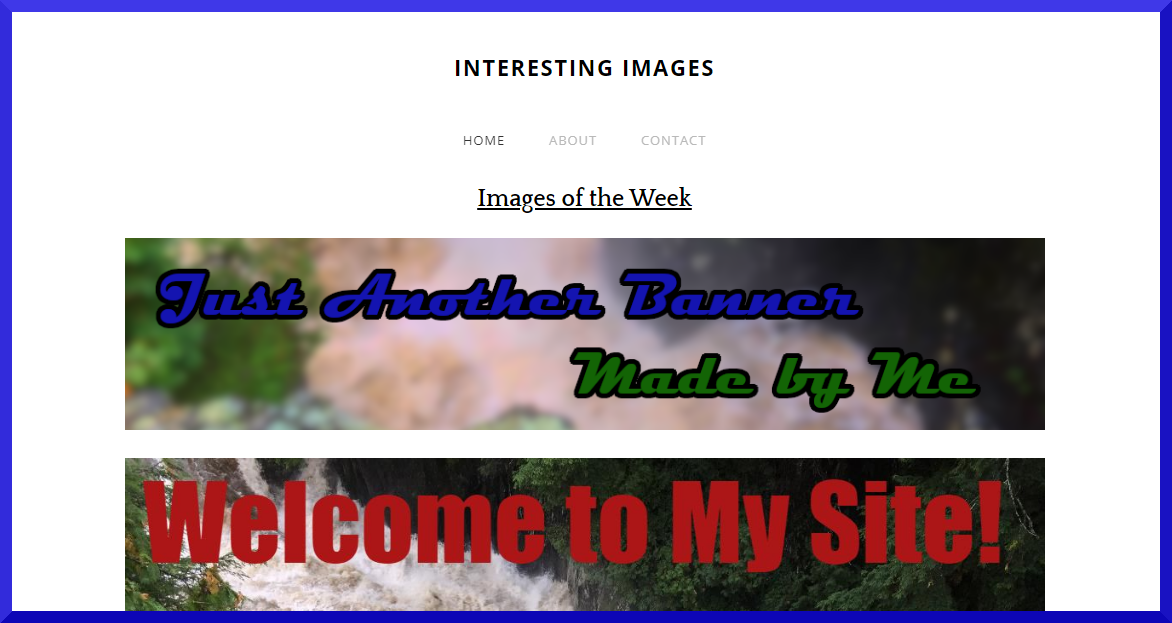 INTERESTING IMAGES
HOME ABOUT CONTACT
Images of the Week
Just Another Banner
Made by Me
Welcome to My Site!